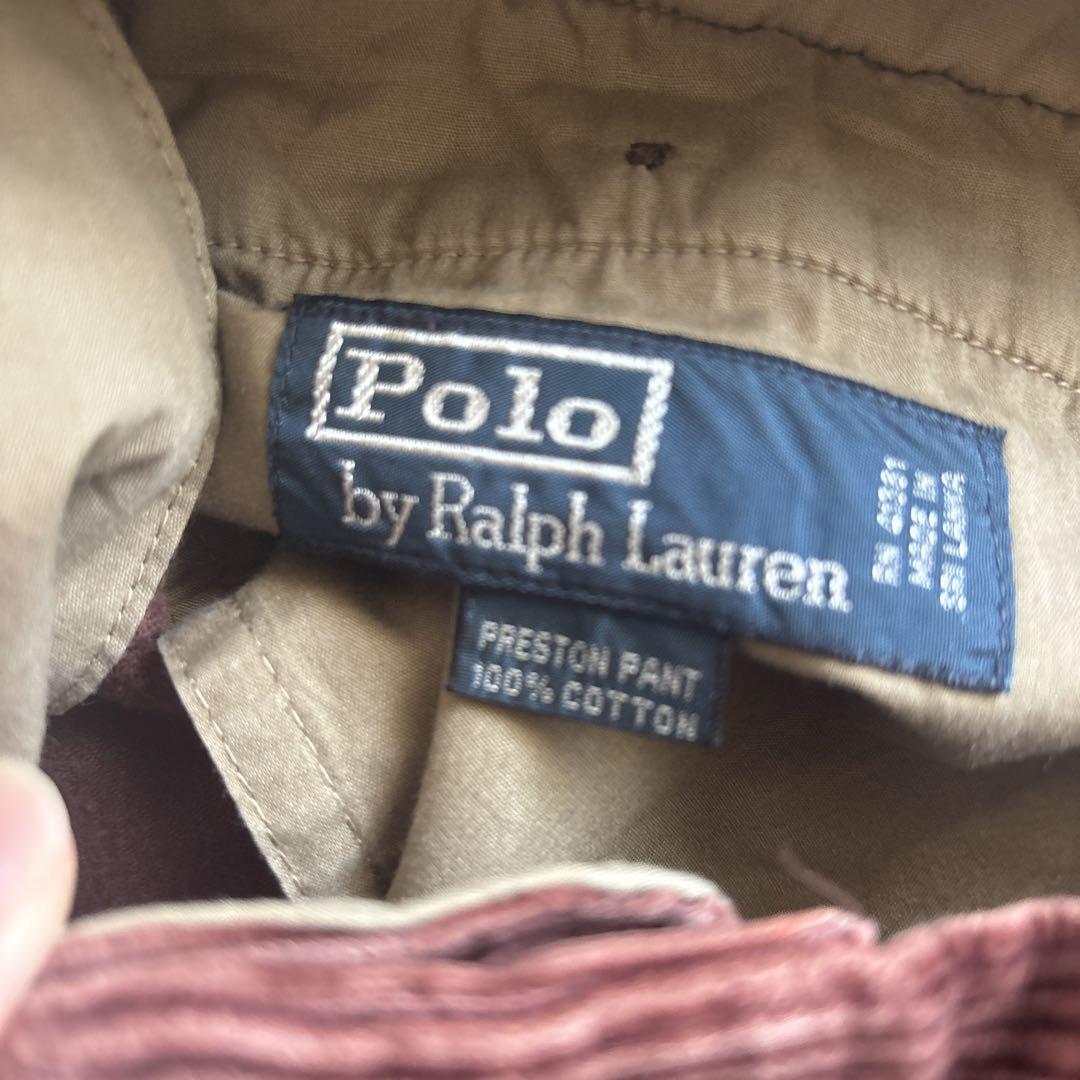 Polo
by Ralph Lauren
RN 41381
MADE IN
SRI LANKA
PRESTON PANT
100% COTTON